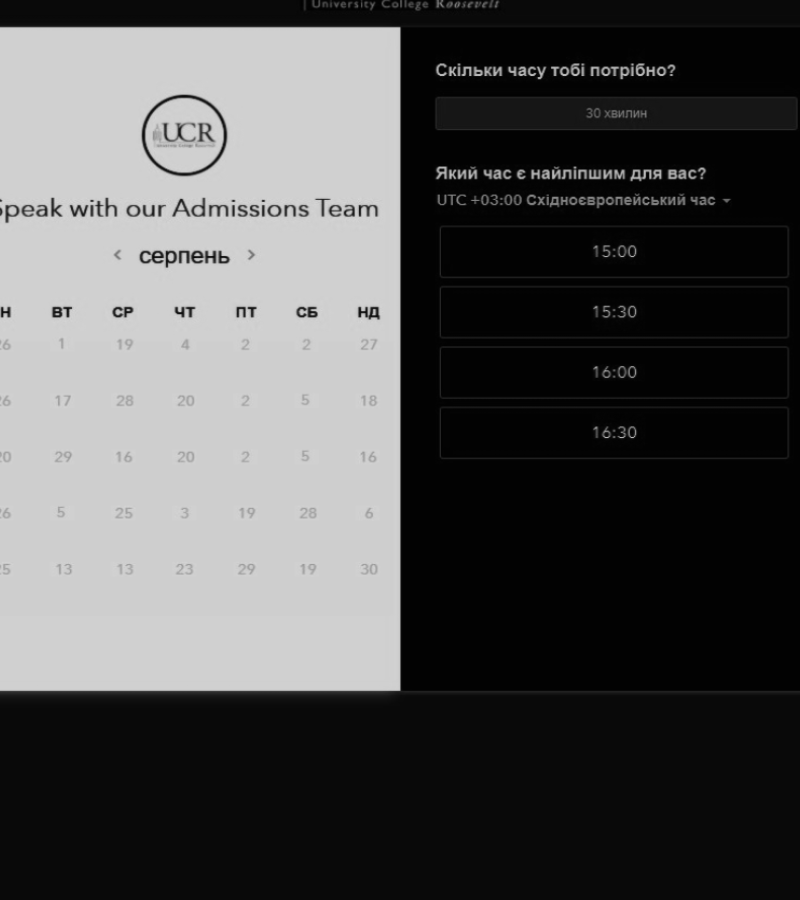 University College Roosevelt
UCR
Speak with our Admissions Team
серпень
Н ВТ СР ЧТ ПТ СБ НД
26 1 19 4 2 2 27
26 17 28 20 2 5 18
20 29 16 20 2 5 16
26 5 25 3 19 28 6
25 13 13 23 29 19 30
Скільки часу тобі потрібно?
30 хвилин
Який час є найліпшим для вас?
UTC +03:00 Східноєвропейський час
15:00
15:30
16:00
16:30